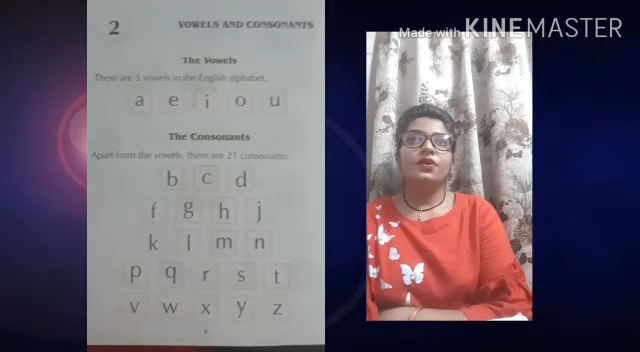 2 VOWELS AND CONSONANTS
The Vowels
There are 5 vowels in the English alphabet.
a e i o u
The Consonants
Apart from the vowels, there are 21 consonants.
b c d
f g h j
k l m n
p q r s t
v w x y z
Made with KINEMASTER